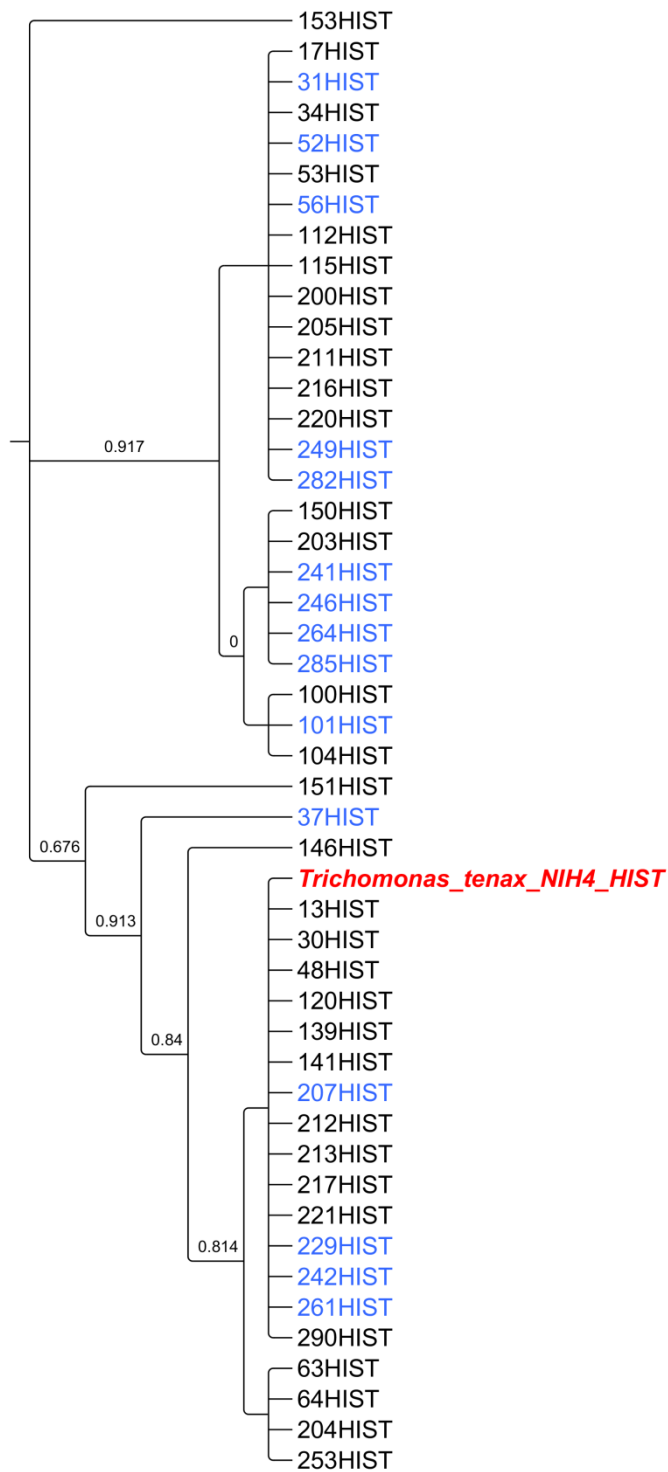 153HIST
17HIST
31HIST
34HIST
52HIST
53HIST
56HIST
112HIST
115HIST
200HIST
205HIST
211HIST
216HIST
220HIST
0.917
249HIST
282HIST
150HIST
203HIST
241HIST
246HIST
264HIST
0
285HIST
100HIST
101HIST
104HIST
151HIST
37HIST
0.676
146HIST
Trichomonas_tenax_NIH4_HIST
13HIST
0.913
30HIST
48HIST
120HIST
139HIST
0.84
141HIST
207HIST
212HIST
213HIST
217HIST
221HIST
0.814
229HIST
242HIST
261HIST
290HIST
63HIST
64HIST
204HIST
253HIST